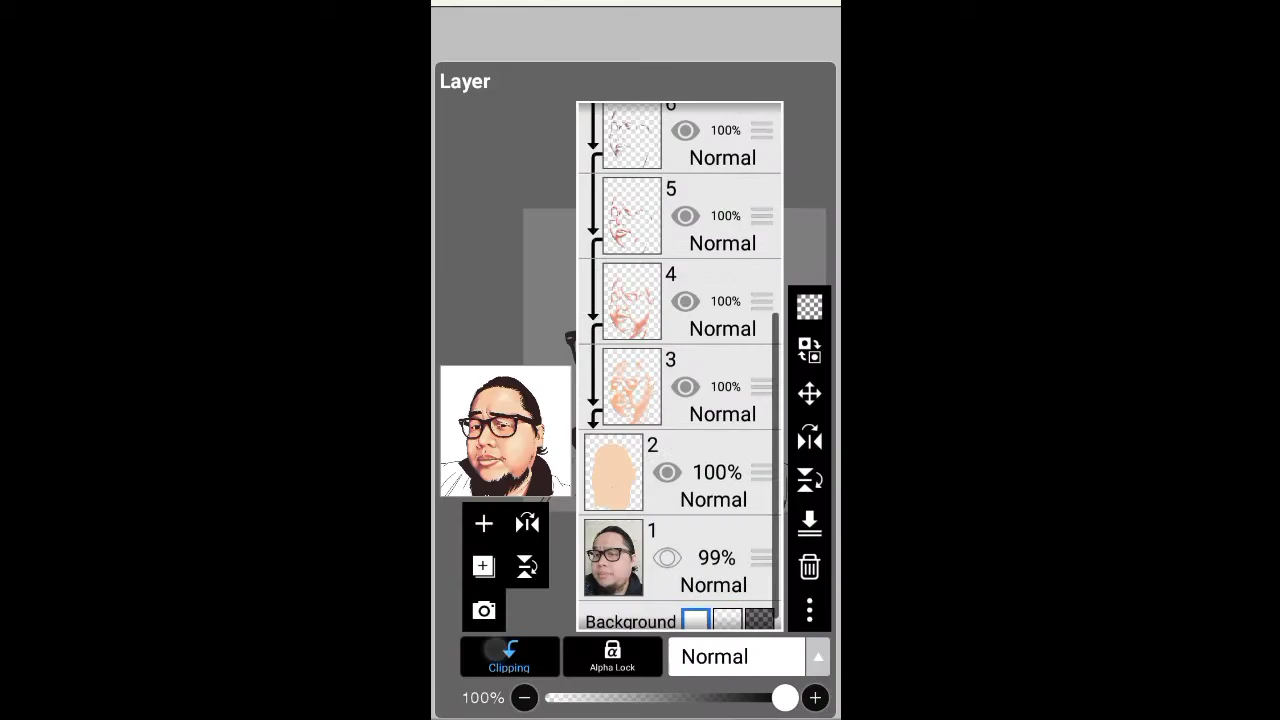 Layer
6
100%
Normal
5
100%
Normal
4
100%
Normal
3
100%
Normal
2
100%
Normal
1
99%
Normal
Background
Clipping
α
Alpha Lock
Normal
100%